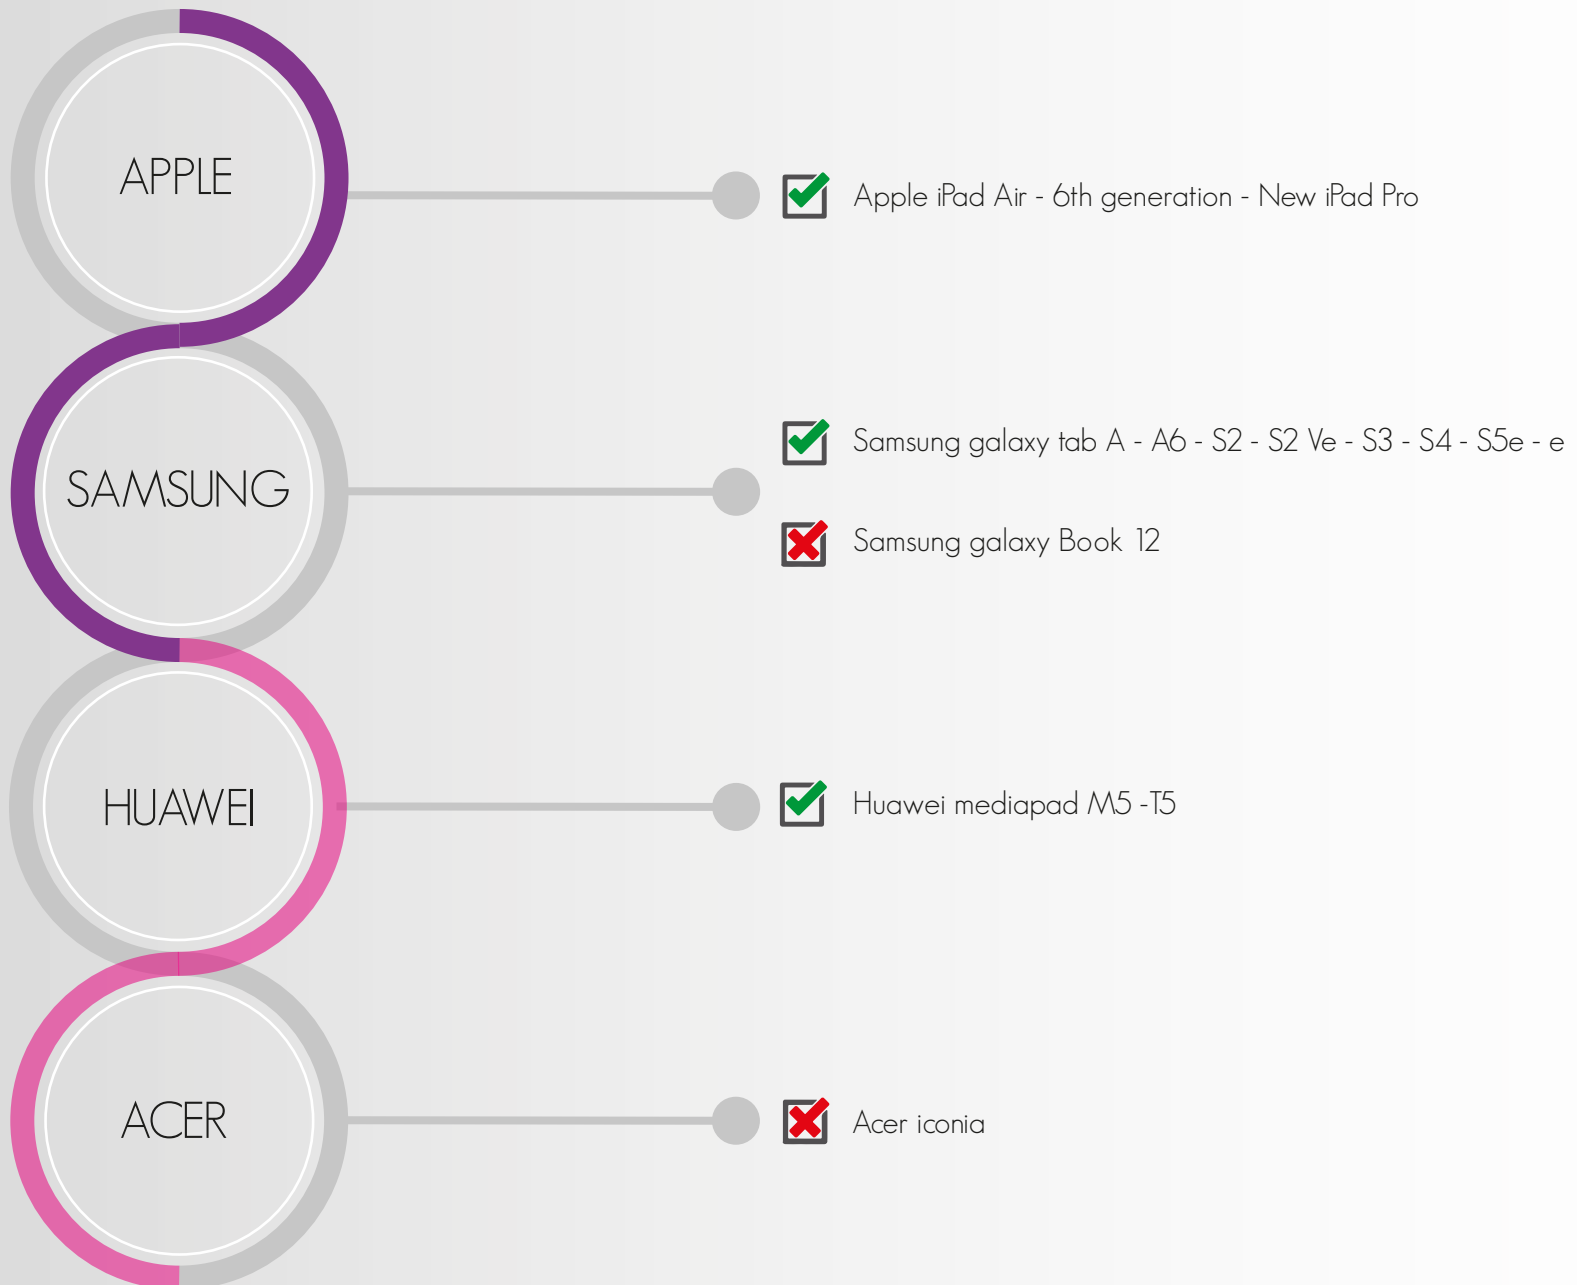 APPLE
Apple iPad Air - 6th generation - New iPad Pro
SAMSUNG
Samsung galaxy tab A - A6 - S2 - S2 Ve - S3 - S4 - S5e - e
Samsung galaxy Book 12
HUAWEI
Huawei mediapad M5 -T5
ACER
Acer iconia